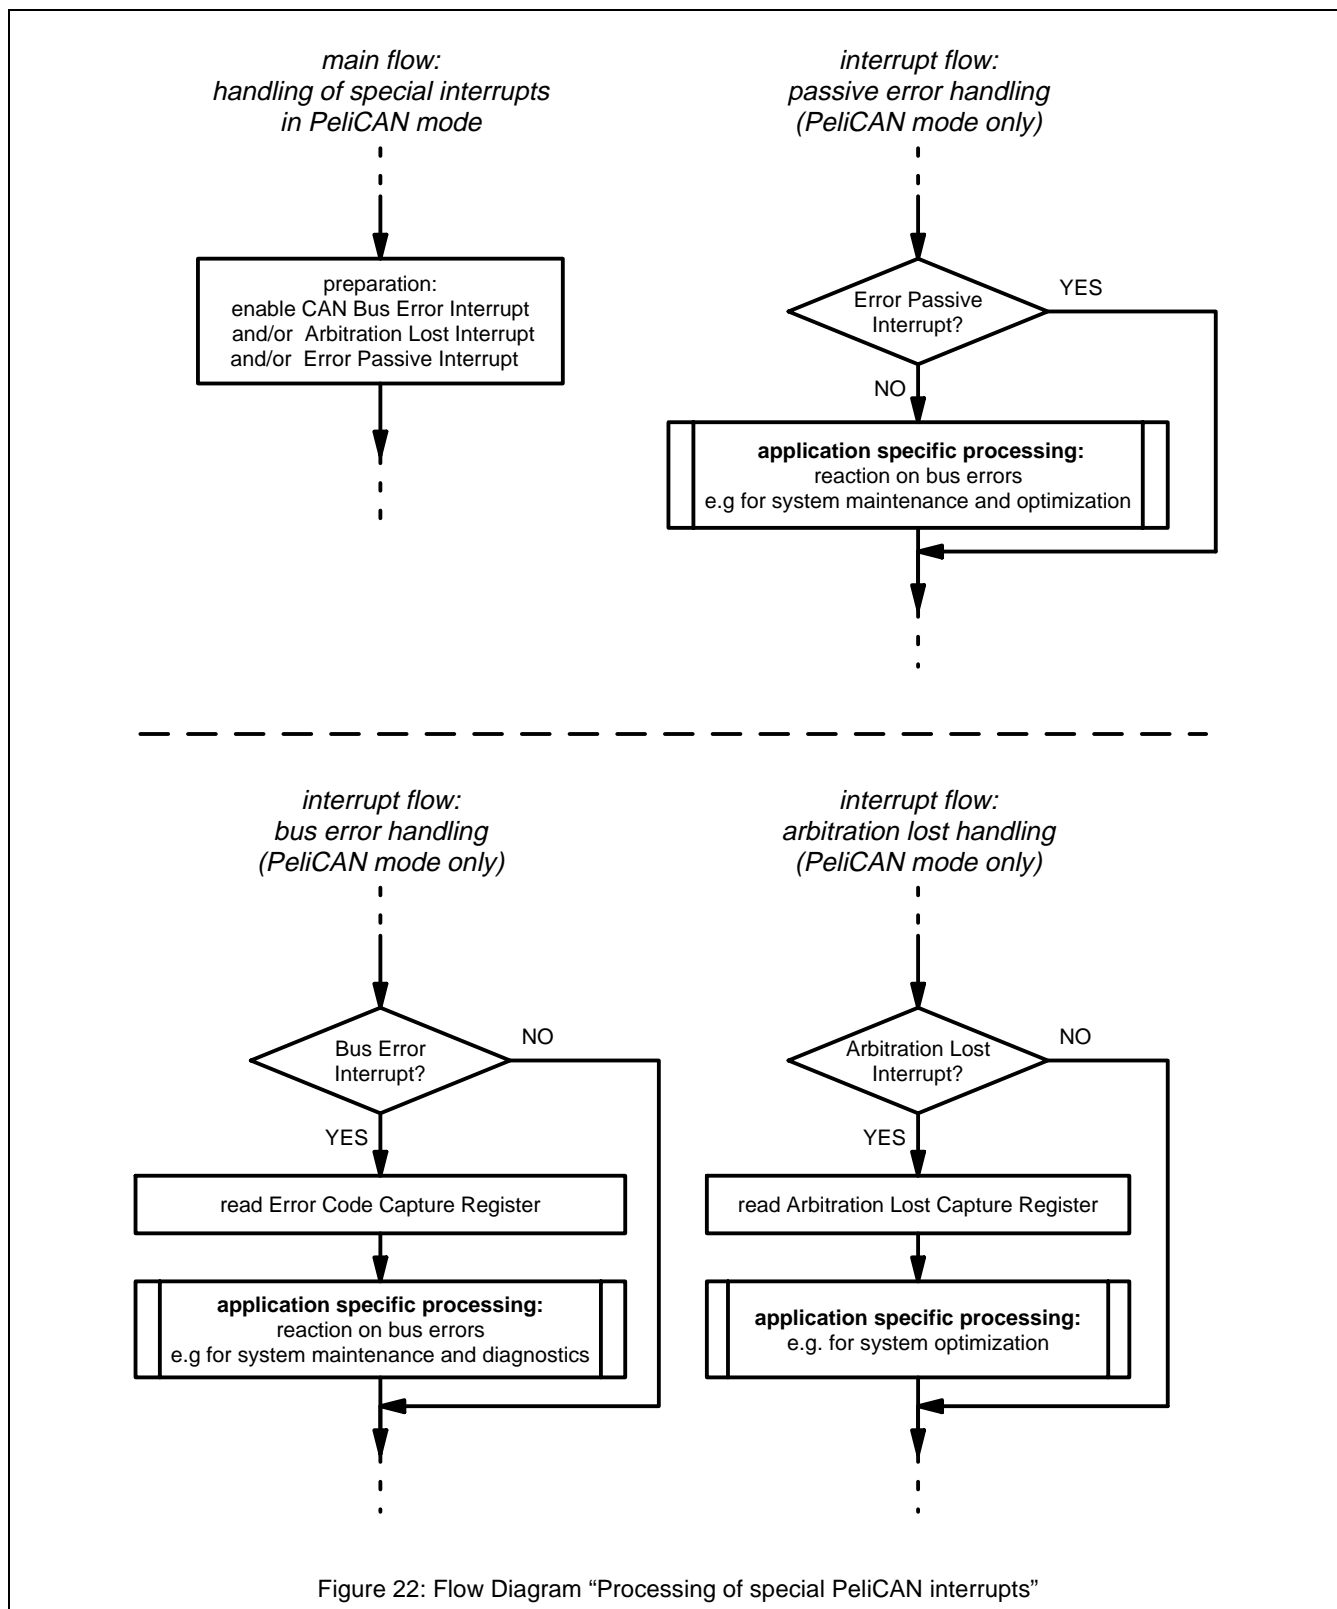 main flow:
handling of special interrupts
in PeliCAN mode
preparation:
enable CAN Bus Error Interrupt
and/or Arbitration Lost Interrupt
and/or Error Passive Interrupt
interrupt flow:
passive error handling
(PeliCAN mode only)
Error Passive
Interrupt?
YES
NO
application specific processing:
reaction on bus errors
e.g for system maintenance and optimization
interrupt flow:
bus error handling
(PeliCAN mode only)
Bus Error
Interrupt?
NO
YES
read Error Code Capture Register
application specific processing:
reaction on bus errors
e.g for system maintenance and diagnostics
interrupt flow:
arbitration lost handling
(PeliCAN mode only)
Arbitration Lost
Interrupt?
NO
YES
read Arbitration Lost Capture Register
application specific processing:
e.g. for system optimization
Figure 22: Flow Diagram “Processing of special PeliCAN interrupts”